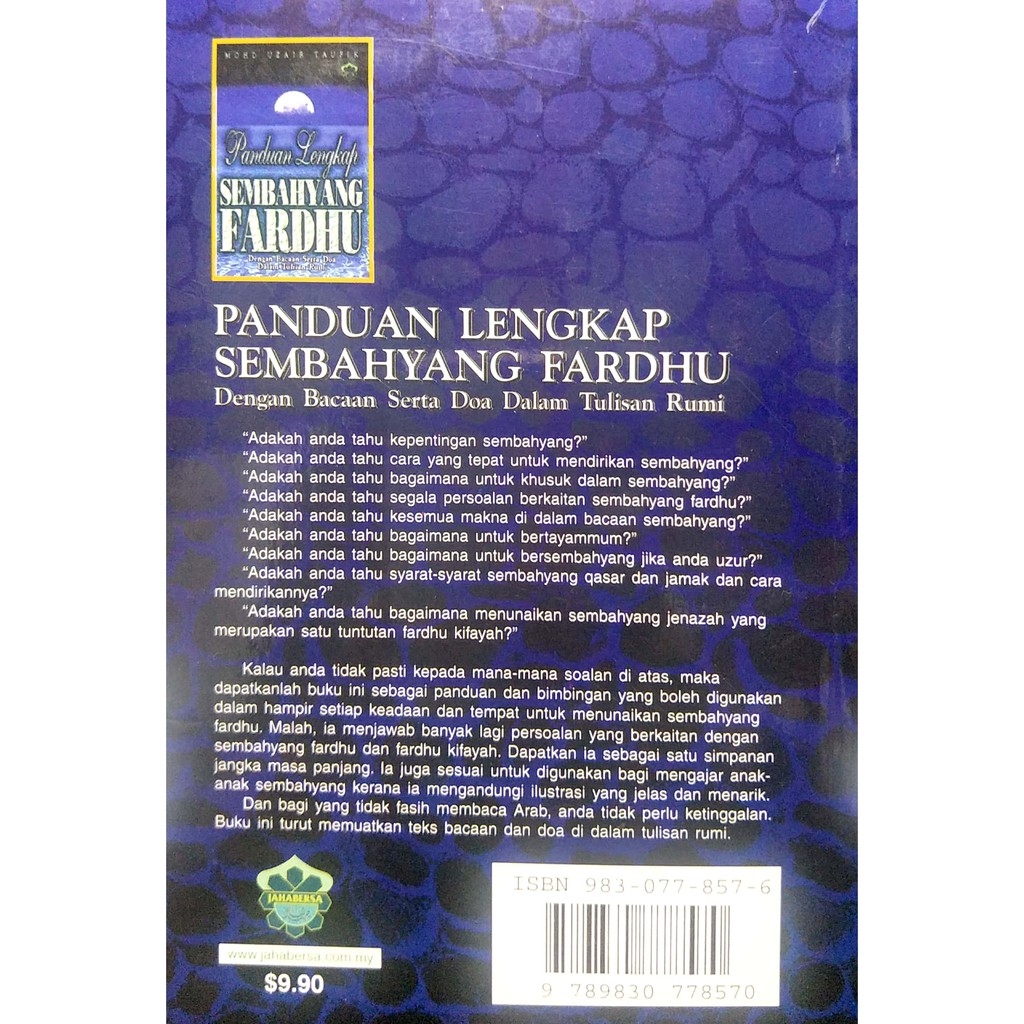 MOHD UZAIR TAUFIK
Panduan Lengkap
SEMBAHYANG
FARDHU
Dengan Bacaan Serta Doa
Dalam Tulisan Rumi
PANDUAN LENGKAP
SEMBAHYANG FARDHU
Dengan Bacaan Serta Doa Dalam Tulisan Rumi
“Adakah anda tahu kepentingan sembahyang?”
“Adakah anda tahu cara yang tepat untuk mendirikan sembahyang?”
“Adakah anda tahu bagaimana untuk khusuk dalam sembahyang?”
“Adakah anda tahu segala persoalan berkaitan sembahyang fardhu?”
“Adakah anda tahu kesemua makna di dalam bacaan sembahyang?”
“Adakah anda tahu bagaimana untuk bertayammum?”
“Adakah anda tahu bagaimana untuk bersembahyang jika anda uzur?”
“Adakah anda tahu syarat-syarat sembahyang qasar dan jamak dan cara
mendirikannya?”
“Adakah anda tahu bagaimana menunaikan sembahyang jenazah yang
merupakan satu tuntutan fardhu kifayah?”
Kalau anda tidak pasti kepada mana-mana soalan di atas, maka
dapatkanlah buku ini sebagai panduan dan bimbingan yang boleh digunakan
dalam hampir setiap keadaan dan tempat untuk menunaikan sembahyang
fardhu. Malah, ia menjawab banyak lagi persoalan yang berkaitan dengan
sembahyang fardhu dan fardhu kifayah. Dapatkan ia sebagai satu simpanan
jangka masa panjang. Ia juga sesuai untuk digunakan bagi mengajar anak-
anak sembahyang kerana ia mengandungi ilustrasi yang jelas dan menarik.
Dan bagi yang tidak fasih membaca Arab, anda tidak perlu ketinggalan.
Buku ini turut memuatkan teks bacaan dan doa di dalam tulisan rumi.
JAHABERSA
www.jahabersa.com.my
$9.90
ISBN 983-077-857-6
9 789830 778570